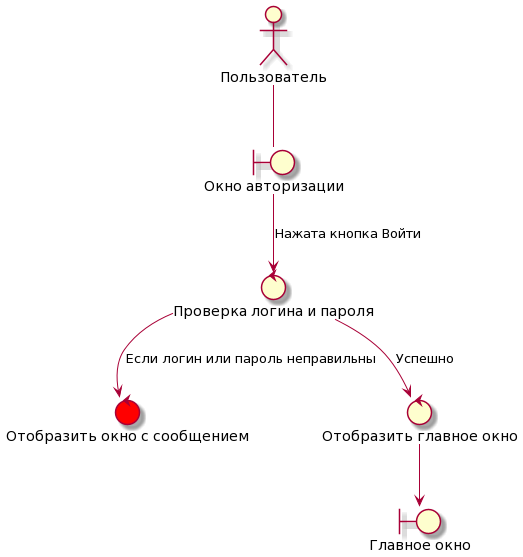 Пользователь
Окно авторизации
Нажата кнопка Войти
Проверка логина и пароля
Если логин или пароль неправильны
Успешно
Отобразить окно с сообщением
Отобразить главное окно
Главное окно